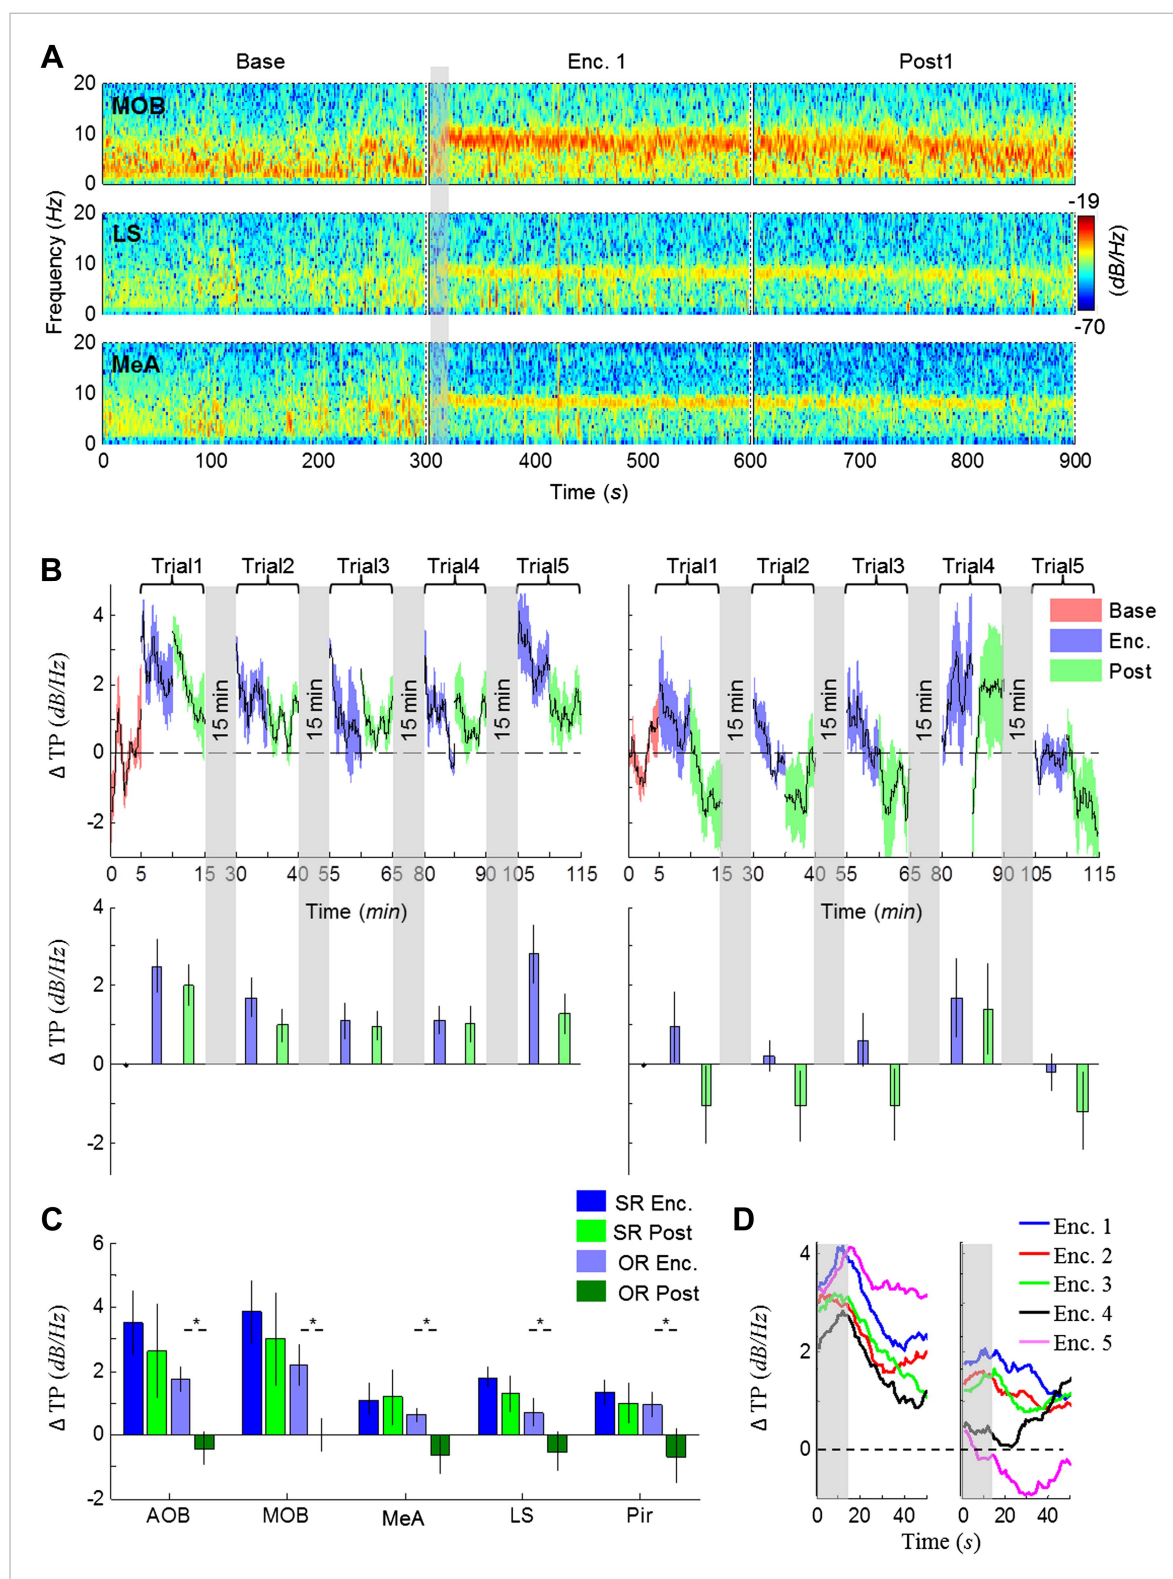 A
Base Enc. 1 Post1
20
MOB
10
0
20
LS
10
0
20
MeA
10
0
Frequency (Hz)
-19
(dB/Hz)
-70
0 100 200 300 400 500 600 700 800 900
Time (s)
B
Trial1 Trial2 Trial3 Trial4 Trial5 Trial1 Trial2 Trial3 Trial4 Trial5
Base
Enc.
Post
4
2
0
-2
Δ TP (dB/Hz)
15 min 15 min 15 min 15 min 15 min 15 min 15 min 15 min
0 5 15 30 40 55 65 80 90 105 115 0 5 15 30 40 55 65 80 90 105 115
Time (min) Time (min)
4
2
0
-2
Δ TP (dB/Hz)
C
SR Enc.
SR Post
OR Enc.
OR Post
6
4
2
0
-2
Δ TP (dB/Hz)
* * * * *
AOB MOB MeA LS Pir
D
Enc. 1
Enc. 2
Enc. 3
Enc. 4
Enc. 5
4
2
0
Δ TP (dB/Hz)
0 20 40 0 20 40
Time (s)